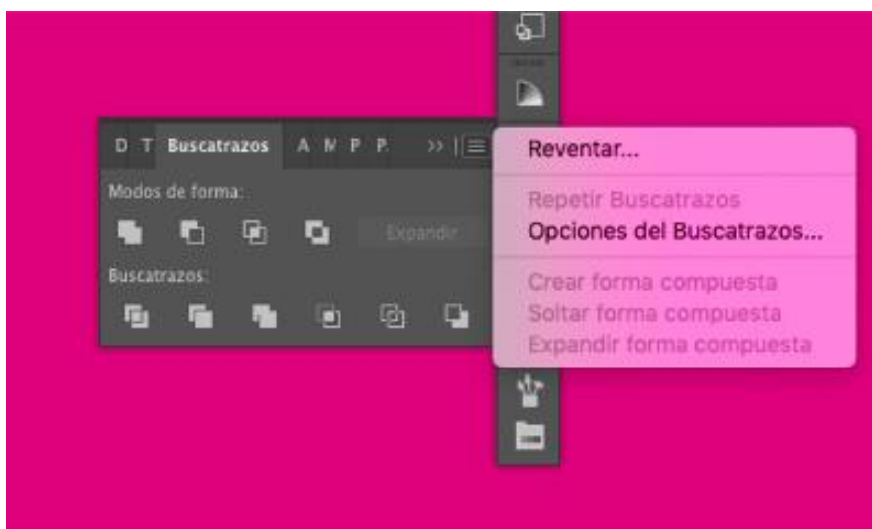 D T Buscatrazos A M P P. >>
Modos de forma:
Expandir
Buscatrazos:
Reventar...
Repetir Buscatrazos
Opciones del Buscatrazos...
Crear forma compuesta
Soltar forma compuesta
Expandir forma compuesta